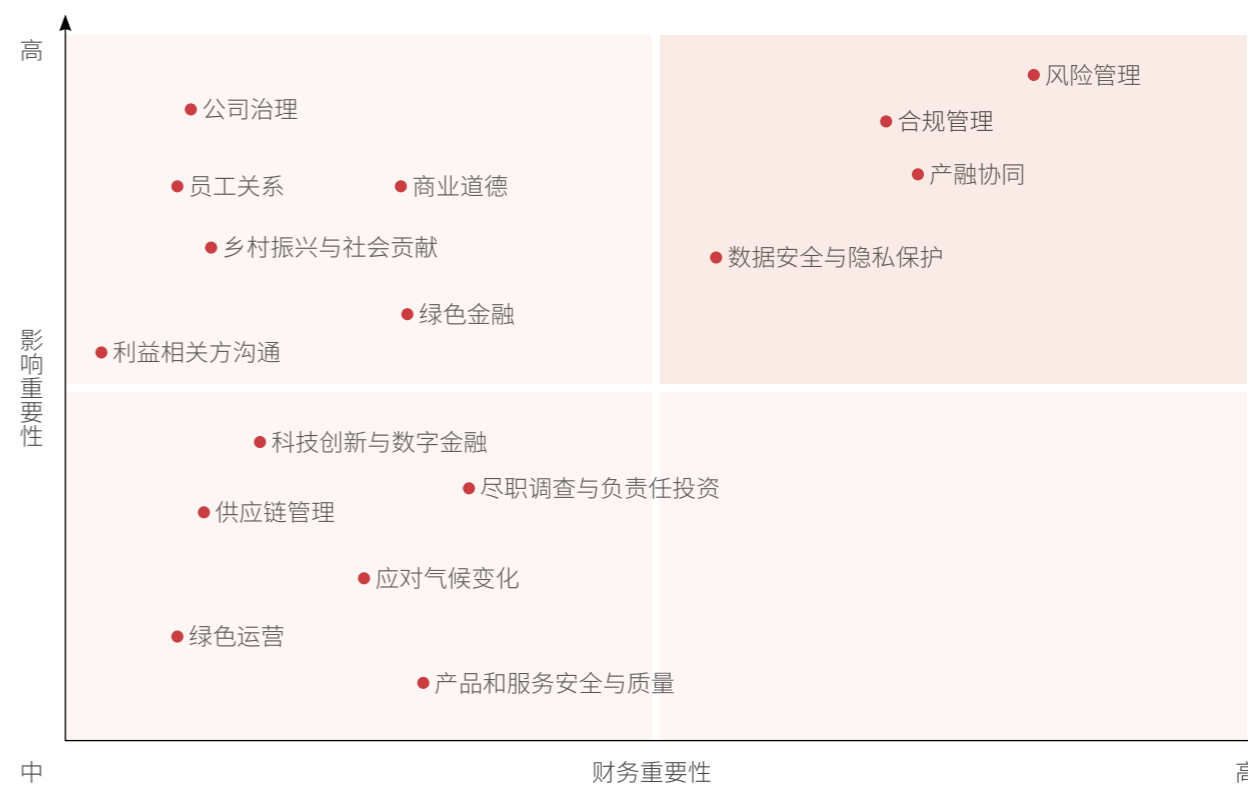 高
风险管理
公司治理
合规管理
产融协同
员工关系
商业道德
乡村振兴与社会贡献
数据安全与隐私保护
绿色金融
利益相关方沟通
影响重要性
科技创新与数字金融
尽职调查与负责任投资
供应链管理
应对气候变化
绿色运营
产品和服务安全与质量
中
财务重要性
高